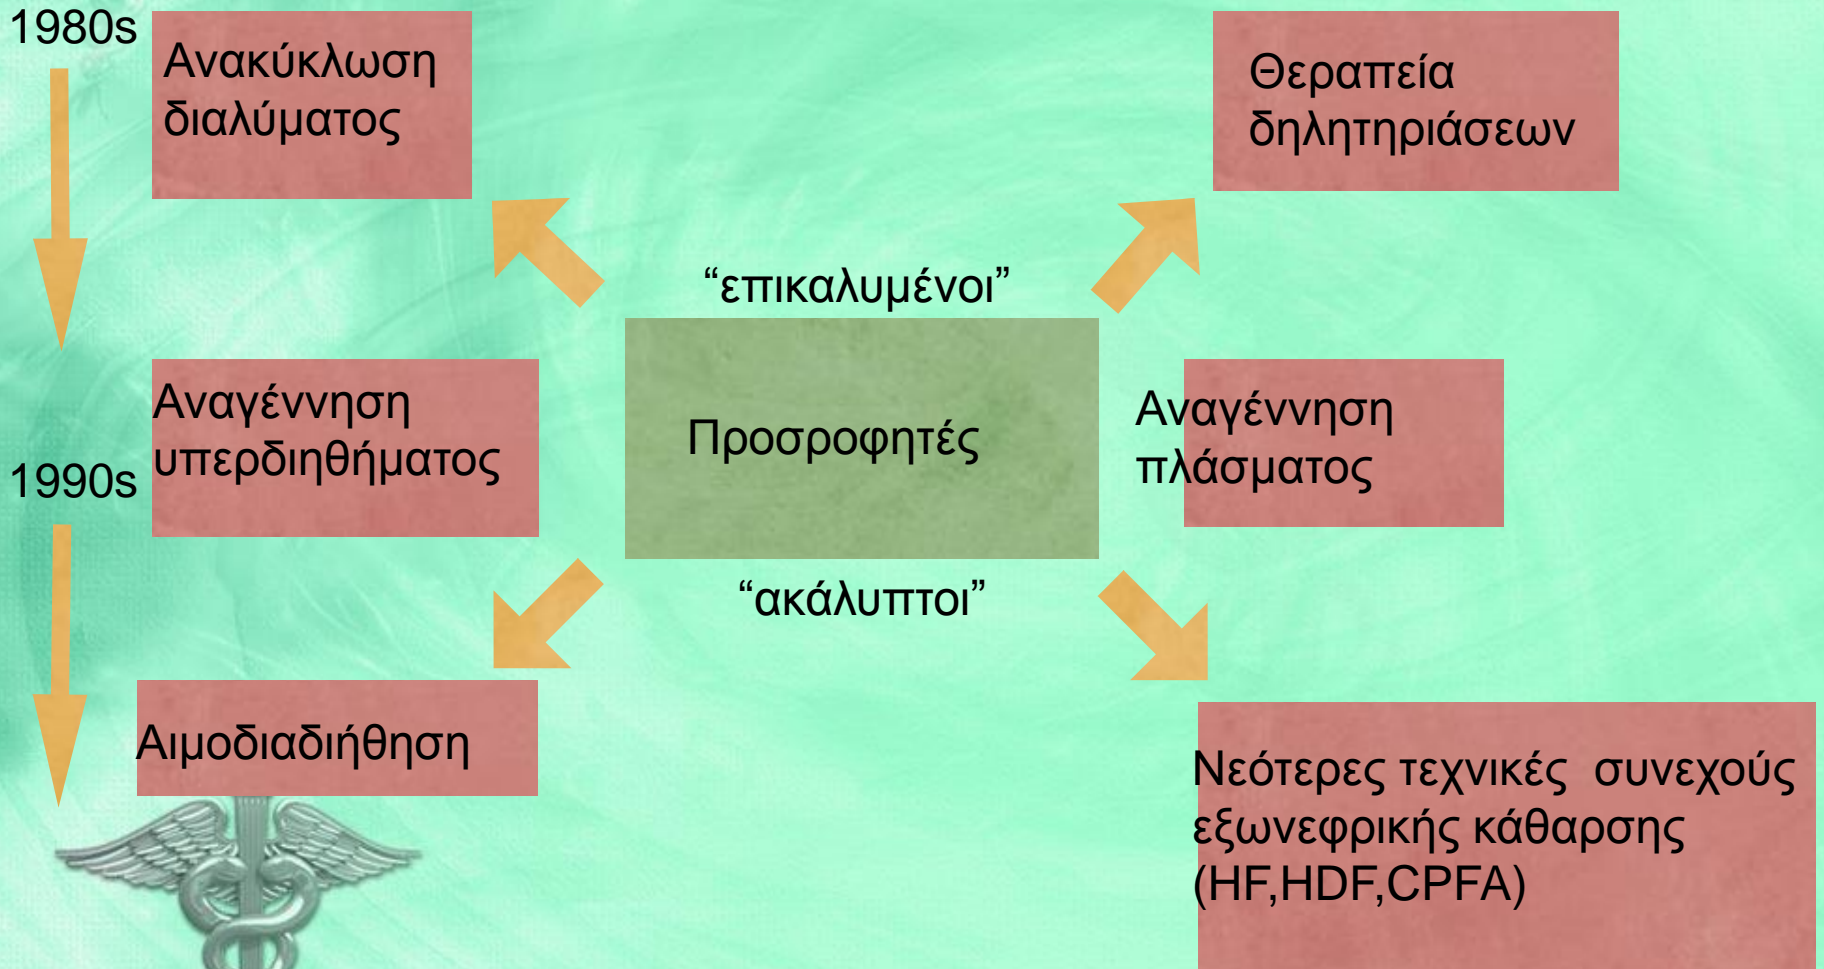 1980s
Ανακύκλωση
διαλύματος
Θεραπεία
δηλητηριάσεων
“επικαλυμένοι”
Αναγέννηση
υπερδιηθήματος
Προσροφητές
Αναγέννηση
πλάσματος
1990s
“ακάλυπτοι”
Αιμοδιαδιήθηση
Νεότερες τεχνικές συνεχούς
εξωνεφρικής κάθαρσης
(HF,HDF,CPFA)